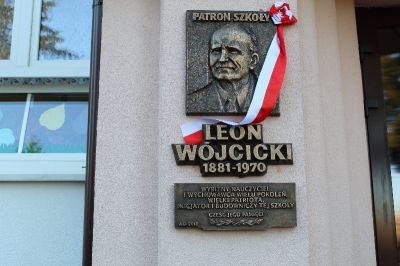 PATRON SZKOŁY
LEON
WÓJCICKI
1881-1970
WYBITNY NAUCZYCIEL
I WYCHOWAWCA WIELU POKOLEŃ
WIELKI PATRIOTA,
INICJATOR I BUDOWNICZY TEJ SZKOŁY
CZEŚĆ JEGO PAMIĘCI